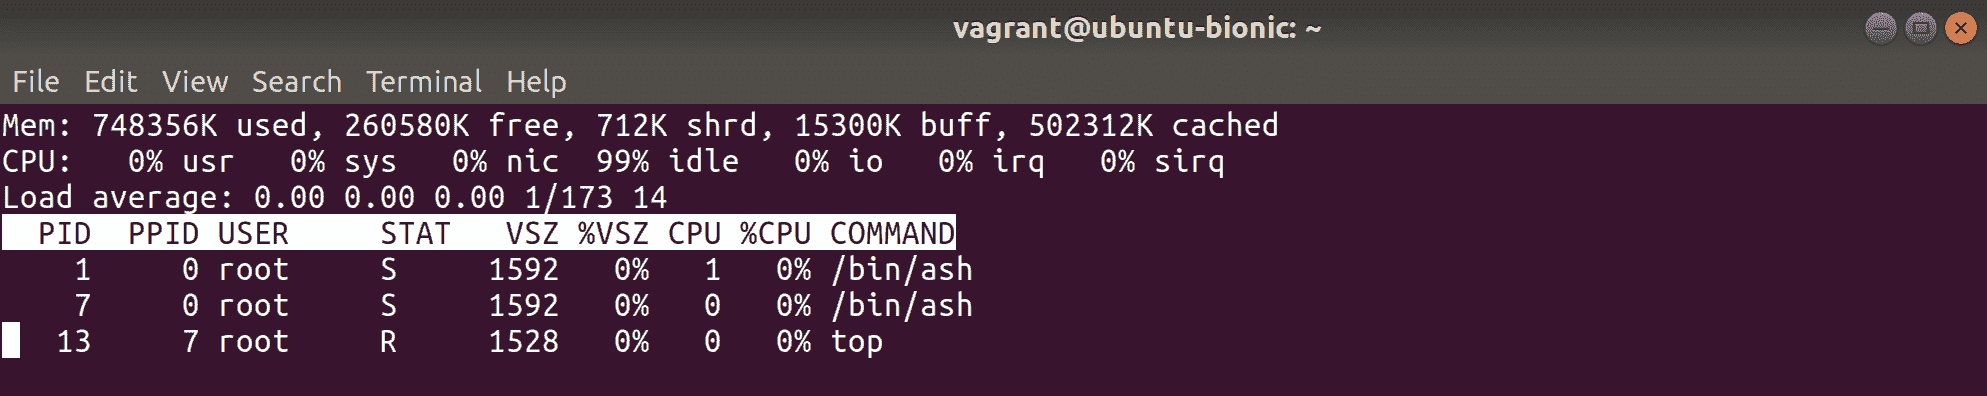 vagrant@ubuntu-bionic: ~
File Edit View Search Terminal Help
Mem: 748356K used, 260580K free, 712K shrd, 15300K buff, 502312K cached
CPU:   0% usr   0% sys   0% nic  99% idle   0% io   0% irq   0% sirq
Load average: 0.00 0.00 0.00 1/173 14
  PID  PPID USER     STAT   VSZ %VSZ CPU %CPU COMMAND
    1     0 root     S     1592   0%   1   0% /bin/ash
    7     0 root     S     1592   0%   0   0% /bin/ash
   13     7 root     R     1528   0%   0   0% top